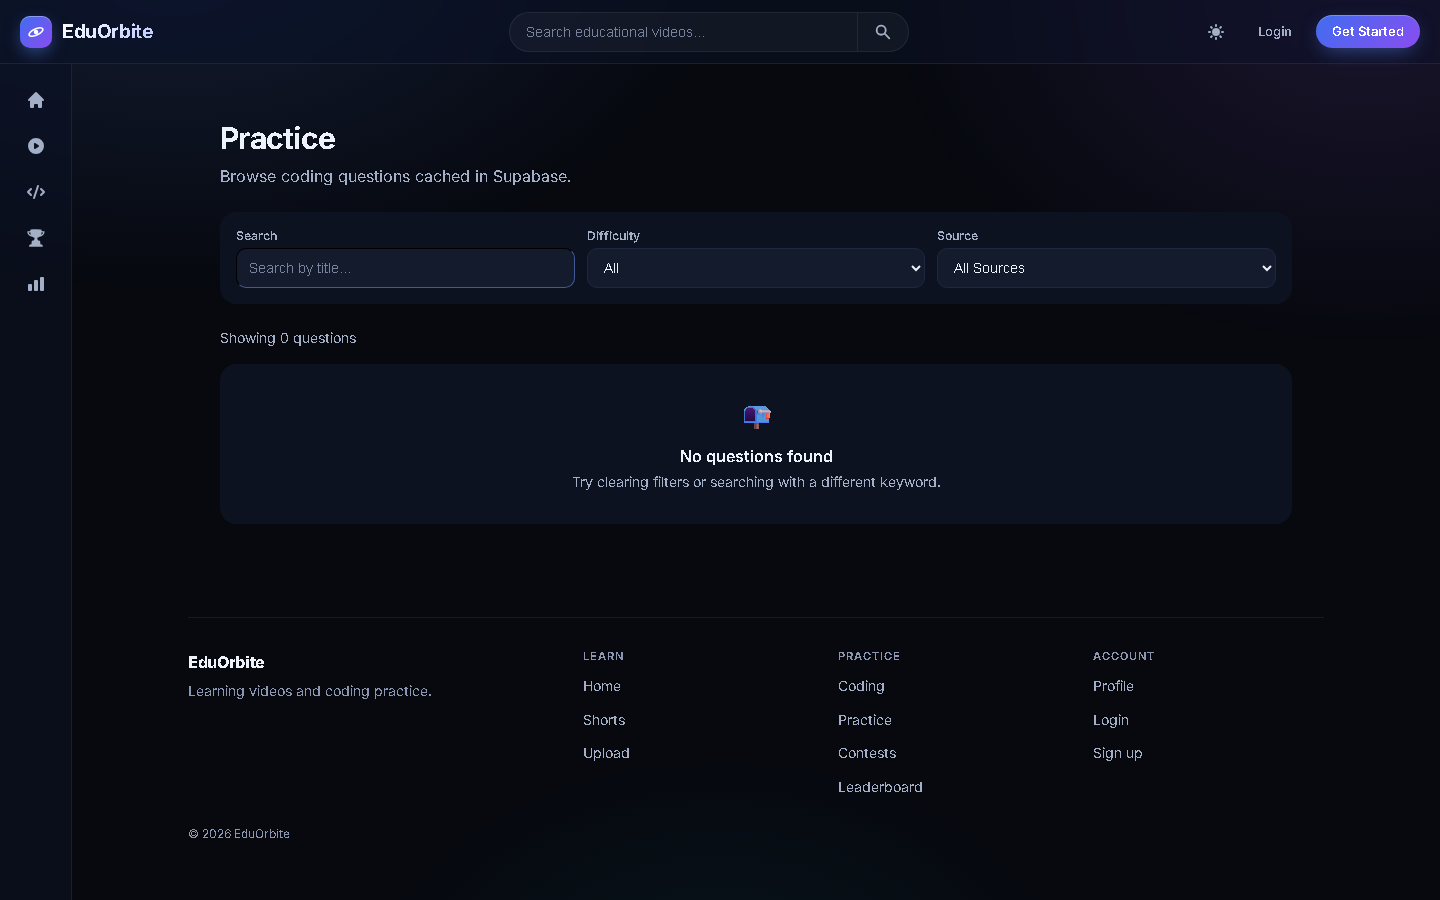 EduOrbite
Search educational videos...
Login
Get Started
Practice
Browse coding questions cached in Supabase.
Search
Difficulty
Source
Search by title...
All
All Sources
Showing 0 questions
No questions found
Try clearing filters or searching with a different keyword.
EduOrbite
Learning videos and coding practice.
LEARN
Home
Shorts
Upload
PRACTICE
Coding
Practice
Contests
Leaderboard
ACCOUNT
Profile
Login
Sign up
© 2026 EduOrbite